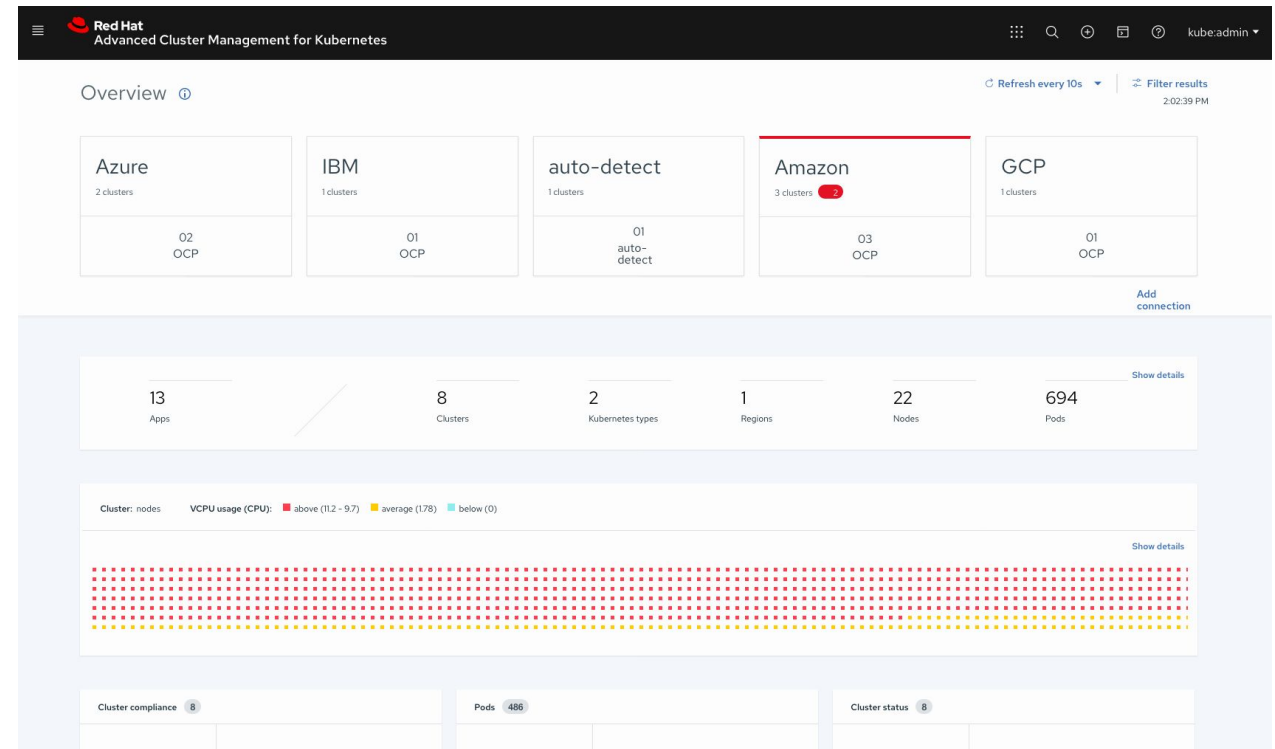 Red Hat
Advanced Cluster Management for Kubernetes
kube:admin
Overview
Refresh every 10s
Filter results
2:02:39 PM
Azure
2 clusters
02
OCP
IBM
1 clusters
01
OCP
auto-detect
1 clusters
01
auto-
detect
Amazon
3 clusters 2
03
OCP
GCP
1 clusters
01
OCP
Add
connection
Show details
13
Apps
8
Clusters
2
Kubernetes types
1
Regions
22
Nodes
694
Pods
Cluster: nodes VCPU usage (CPU): above (11.2 - 9.7) average (1.78) below (0)
Show details
Cluster compliance 8
Pods 486
Cluster status 8